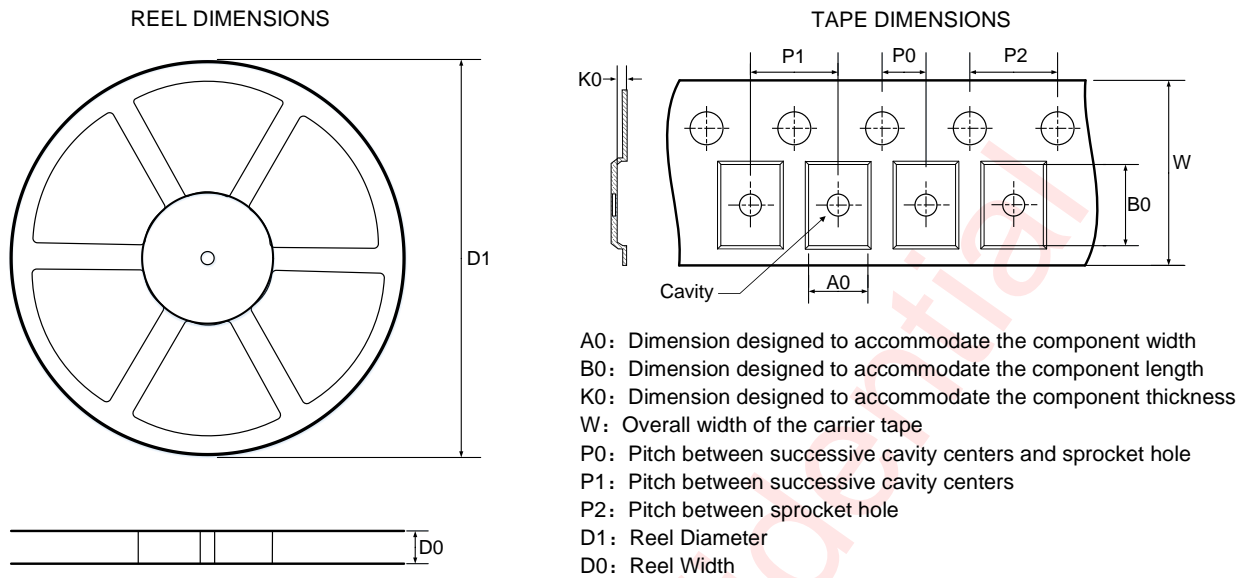 REEL DIMENSIONS
TAPE DIMENSIONS
P1
P0
P2
K0
W
B0
D1
A0
Cavity
A0：Dimension designed to accommodate the component width
B0：Dimension designed to accommodate the component length
K0：Dimension designed to accommodate the component thickness
W：Overall width of the carrier tape
P0：Pitch between successive cavity centers and sprocket hole
P1：Pitch between successive cavity centers
P2：Pitch between sprocket hole
D1：Reel Diameter
D0：Reel Width
D0